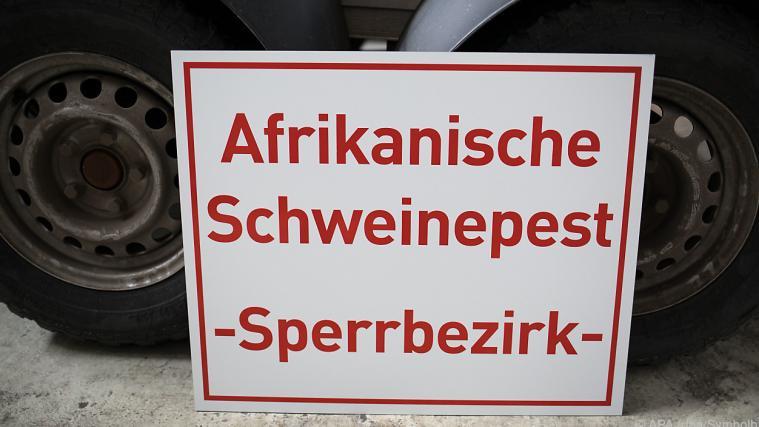 Afrikanische
Schweinepest
-Sperrbezirk-